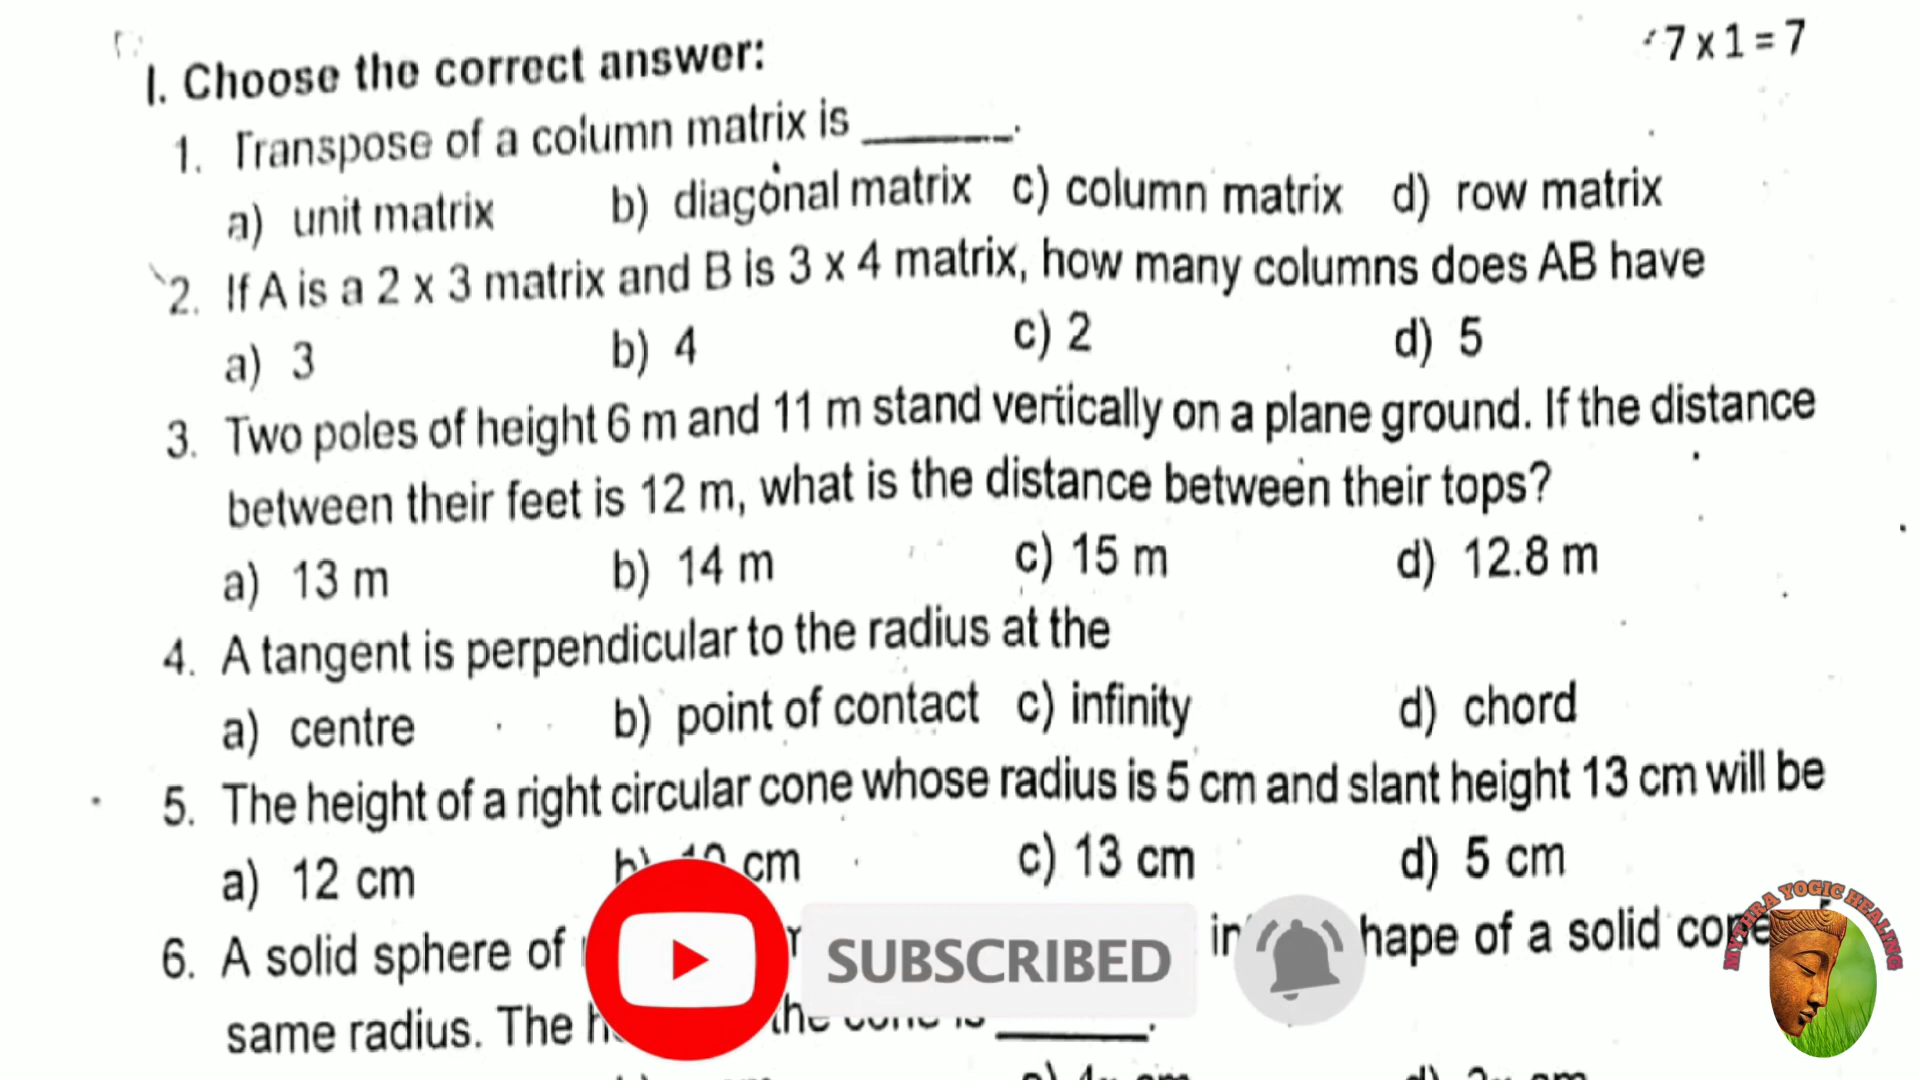 I. Choose the correct answer: 7 x 1 = 7
1. Transpose of a column matrix is ______.
a) unit matrix b) diagonal matrix c) column matrix d) row matrix
2. If A is a 2 x 3 matrix and B is 3 x 4 matrix, how many columns does AB have
a) 3 b) 4 c) 2 d) 5
3. Two poles of height 6 m and 11 m stand vertically on a plane ground. If the distance
between their feet is 12 m, what is the distance between their tops?
a) 13 m b) 14 m c) 15 m d) 12.8 m
4. A tangent is perpendicular to the radius at the
a) centre b) point of contact c) infinity d) chord
5. The height of a right circular cone whose radius is 5 cm and slant height 13 cm will be
a) 12 cm b) cm c) 13 cm d) 5 cm
6. A solid sphere of in hape of a solid cone
SUBSCRIBED
same radius. The the cone is ______.
MYTHRA YOGIC HEALING